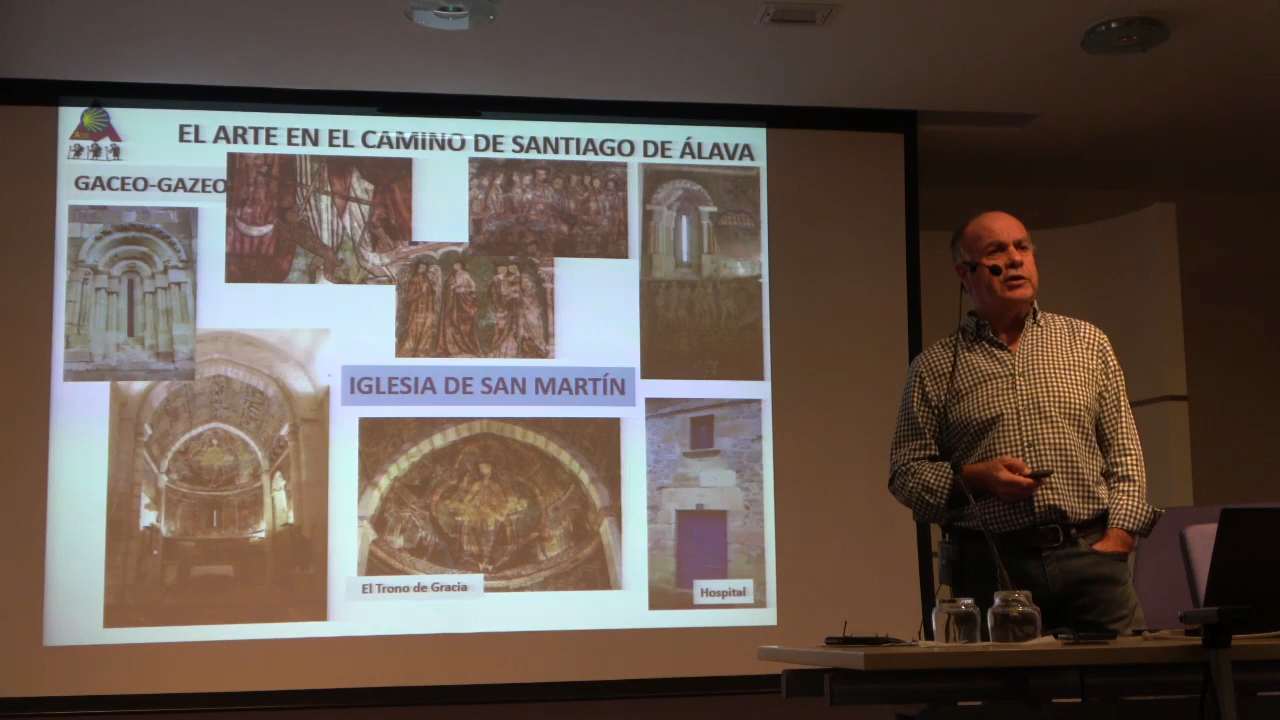 EL ARTE EN EL CAMINO DE SANTIAGO DE ÁLAVA
GACEO-GAZEO
IGLESIA DE SAN MARTÍN
El Trono de Gracia
Hospital